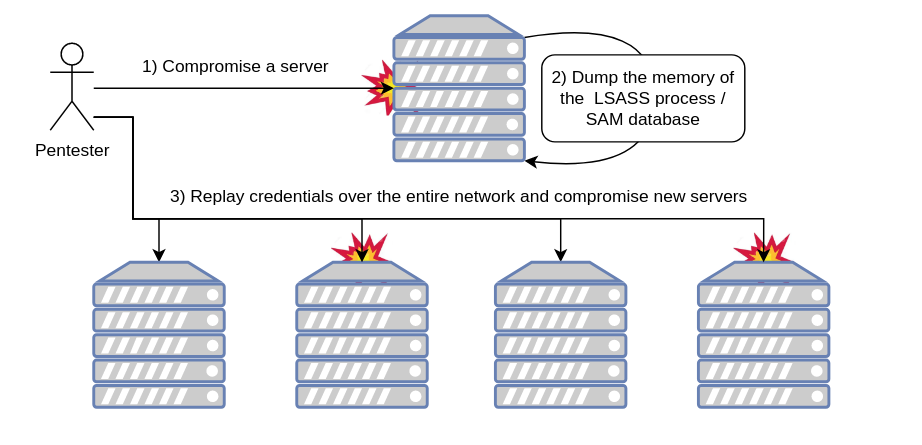 1) Compromise a server
2) Dump the memory of
the LSASS process /
SAM database
Pentester
3) Replay credentials over the entire network and compromise new servers